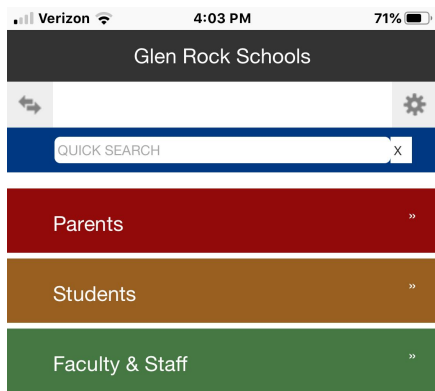 Verizon 4:03 PM 71%
Glen Rock Schools
QUICK SEARCH X
Parents »
Students »
Faculty & Staff »